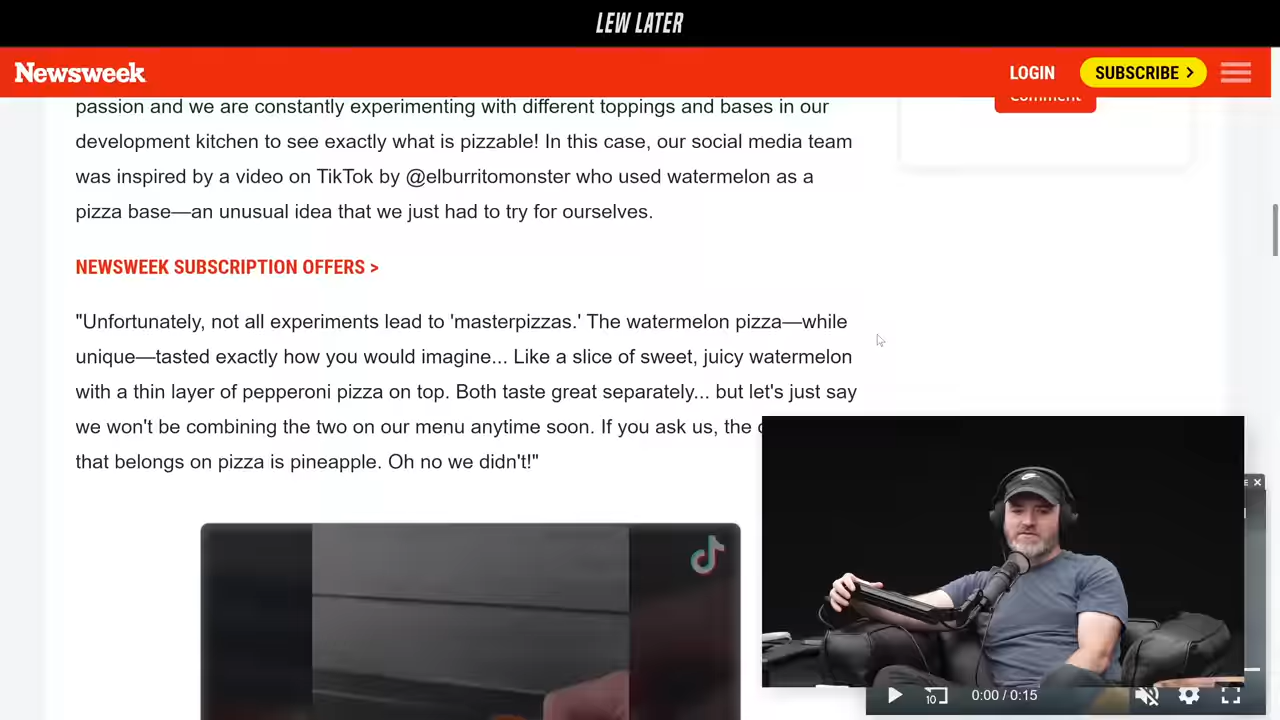 LEW LATER
Newsweek
LOGIN
SUBSCRIBE >
passion and we are constantly experimenting with different toppings and bases in our
Comment
development kitchen to see exactly what is pizzable! In this case, our social media team
was inspired by a video on TikTok by @elburritomonster who used watermelon as a
pizza base—an unusual idea that we just had to try for ourselves.
NEWSWEEK SUBSCRIPTION OFFERS >
"Unfortunately, not all experiments lead to 'masterpizzas.' The watermelon pizza—while
unique—tasted exactly how you would imagine... Like a slice of sweet, juicy watermelon
with a thin layer of pepperoni pizza on top. Both taste great separately... but let's just say
we won't be combining the two on our menu anytime soon. If you ask us, the
that belongs on pizza is pineapple. Oh no we didn't!"
10
0:00 / 0:15